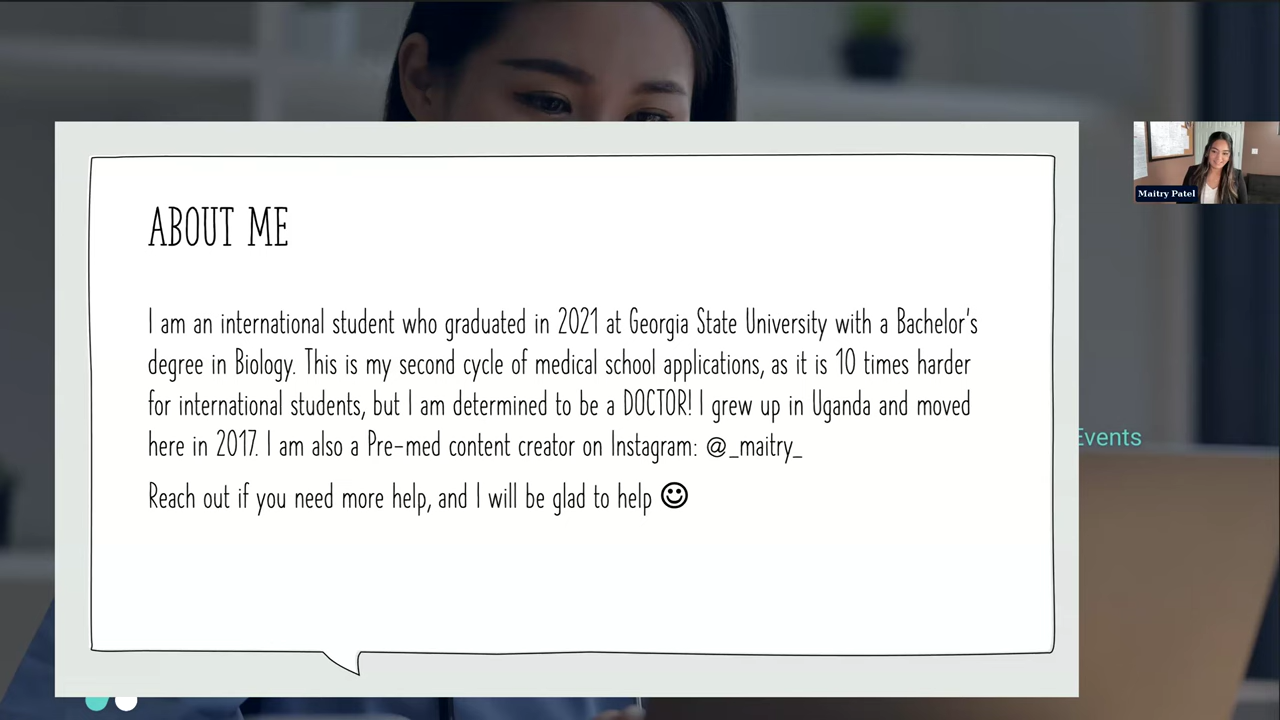 ABOUT ME
I am an international student who graduated in 2021 at Georgia State University with a Bachelor's
degree in Biology. This is my second cycle of medical school applications, as it is 10 times harder
for international students, but I am determined to be a DOCTOR! I grew up in Uganda and moved
here in 2017. I am also a Pre-med content creator on Instagram: @_maitry_
Reach out if you need more help, and I will be glad to help ☺
Maitry Patel
Events